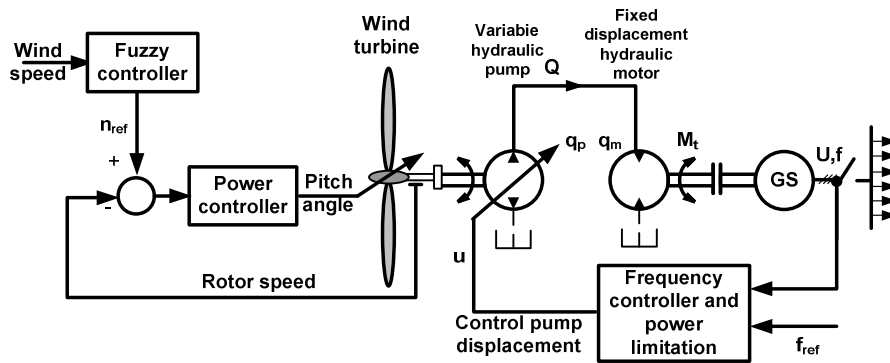 Wind
speed
Fuzzy
controller
n_ref
+
-
Power
controller
Pitch
angle
Rotor speed
Wind
turbine
Variable
hydraulic
pump
Q
Fixed
displacement
hydraulic
motor
q_p
q_m
M_t
GS
U,f
u
Control pump
displacement
Frequency
controller and
power
limitation
f_ref